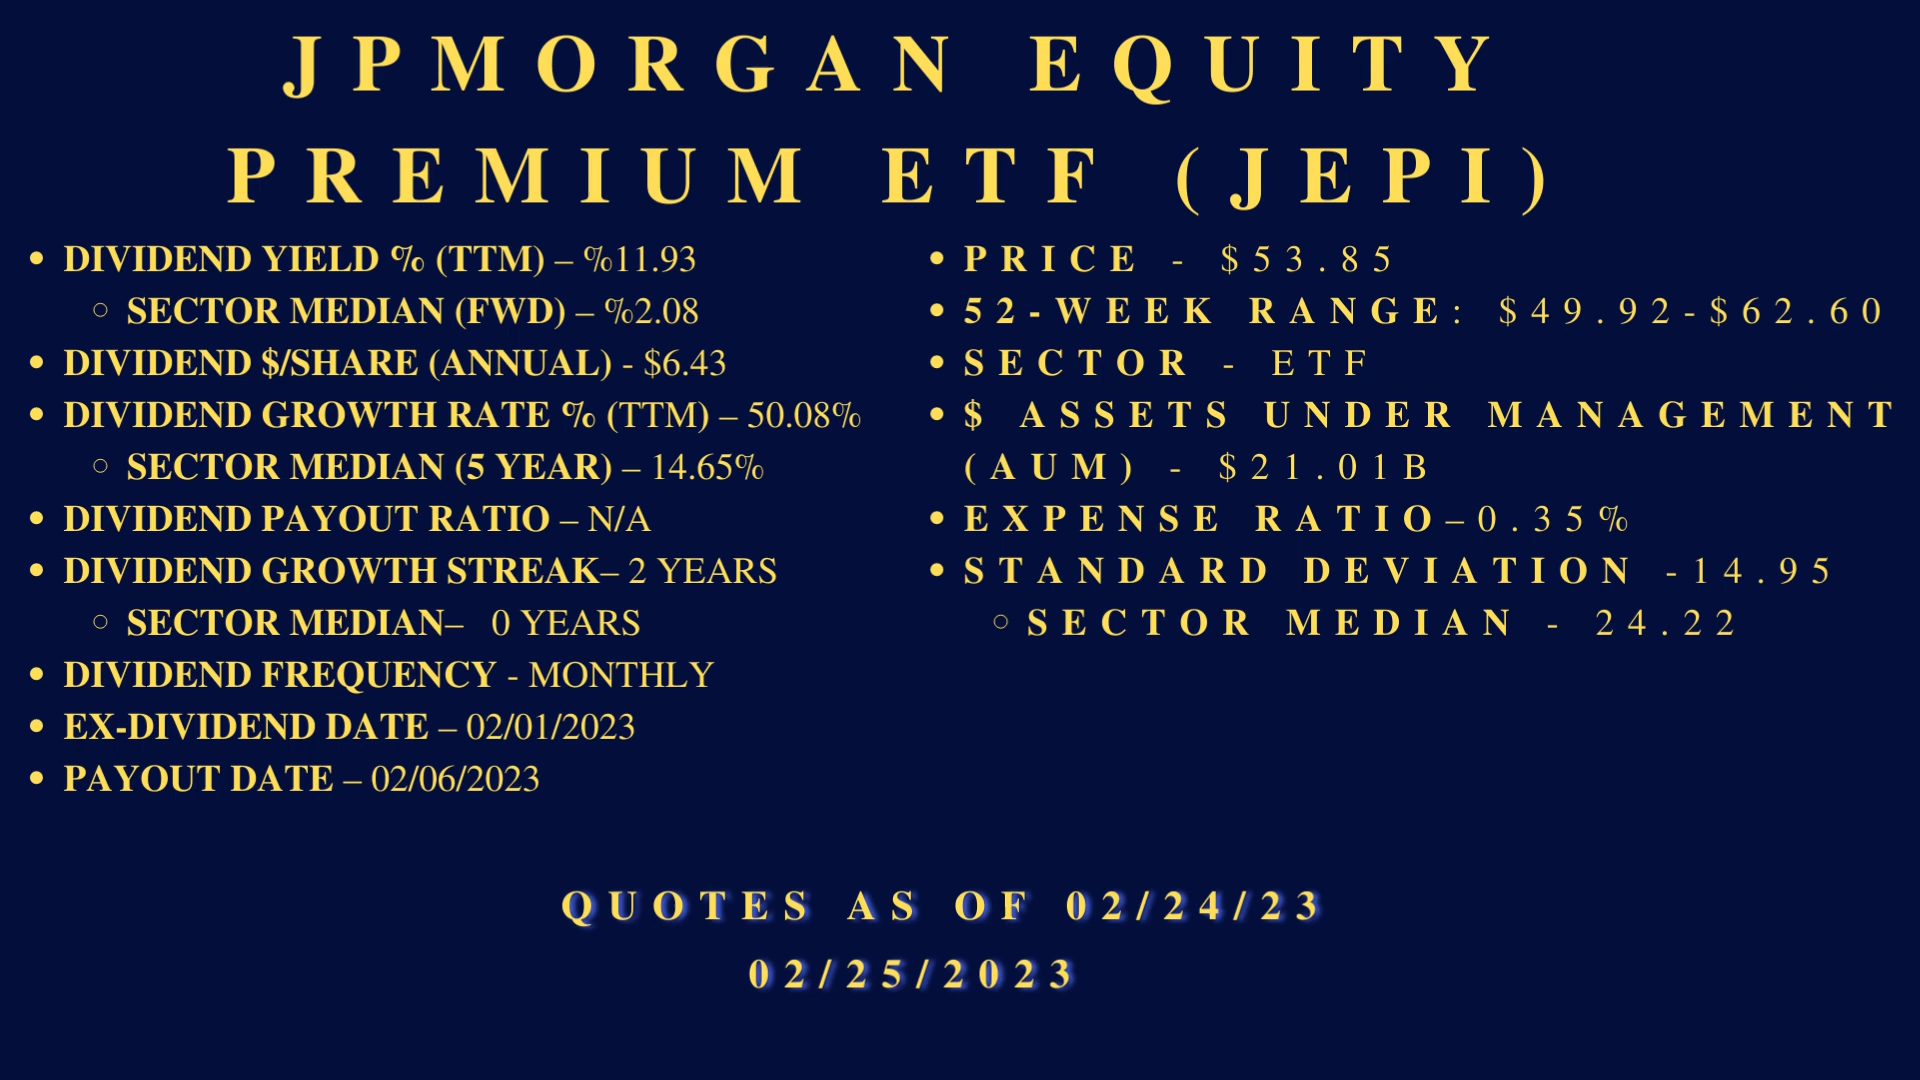 JPMORGAN EQUITY
PREMIUM ETF (JEPI)
• DIVIDEND YIELD % (TTM) – %11.93
○ SECTOR MEDIAN (FWD) – %2.08
• DIVIDEND $/SHARE (ANNUAL) - $6.43
• DIVIDEND GROWTH RATE % (TTM) – 50.08%
○ SECTOR MEDIAN (5 YEAR) – 14.65%
• DIVIDEND PAYOUT RATIO – N/A
• DIVIDEND GROWTH STREAK– 2 YEARS
○ SECTOR MEDIAN– 0 YEARS
• DIVIDEND FREQUENCY - MONTHLY
• EX-DIVIDEND DATE – 02/01/2023
• PAYOUT DATE – 02/06/2023
• PRICE - $53.85
• 52-WEEK RANGE: $49.92-$62.60
• SECTOR - ETF
• $ ASSETS UNDER MANAGEMENT
(AUM) - $21.01B
• EXPENSE RATIO–0.35%
• STANDARD DEVIATION -14.95
○ SECTOR MEDIAN - 24.22
QUOTES AS OF 02/24/23
02/25/2023